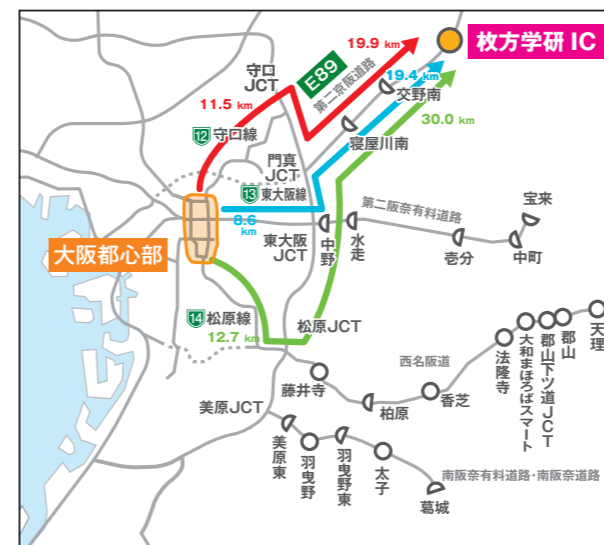 枚方学研 IC
19.9 km
E89
第二京阪道路
守口
JCT
11.5 km
19.4 km
交野南
30.0 km
12 守口線
寝屋川南
門真
JCT
13 東大阪線
8.6
km
第二阪奈有料道路
宝来
大阪都心部
東大阪
JCT
中野
水走
壱分
中町
14 松原線
12.7 km
松原JCT
西名阪道
天理
郡山
郡山下ツ道JCT
大和まほろばスマート
法隆寺
藤井寺
柏原
香芝
美原JCT
美原東
羽曳野
羽曳野東
太子
葛城
南阪奈有料道路・南阪奈道路